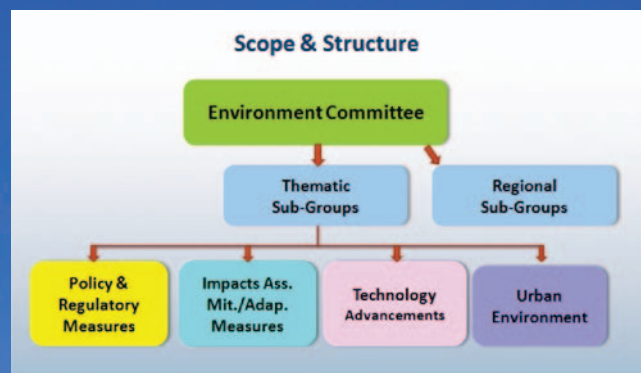 Scope & Structure
Environment Committee
Thematic
Sub-Groups
Regional
Sub-Groups
Policy &
Regulatory
Measures
Impacts Ass.
Mit./Adap.
Measures
Technology
Advancements
Urban
Environment